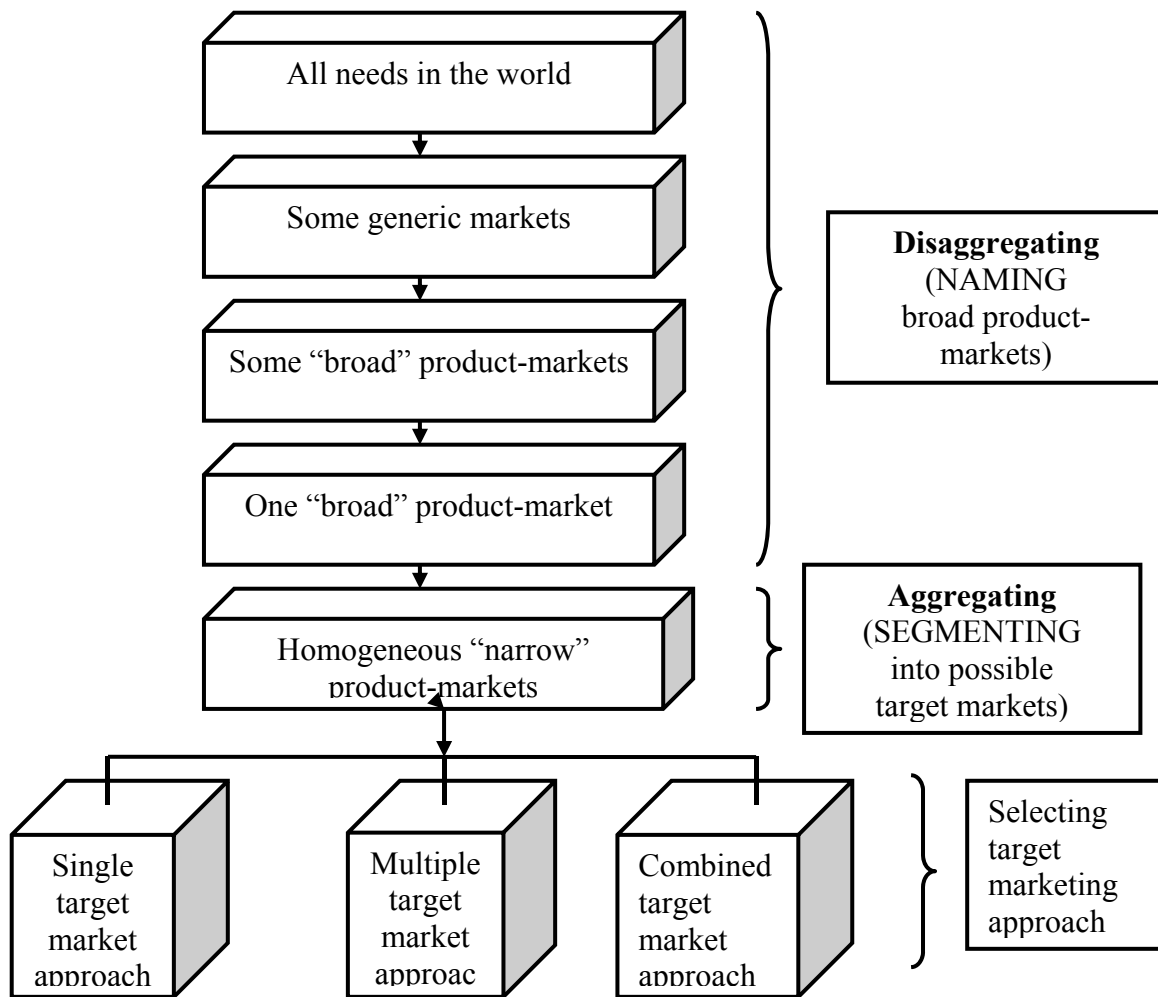 All needs in the world
Some generic markets
Some “broad” product-markets
One “broad” product-market
Disaggregating
(NAMING
broad product-
markets)
Homogeneous “narrow”
product-markets
Aggregating
(SEGMENTING
into possible
target markets)
Single
target
market
approach
Multiple
target
market
approac
Combined
target
market
approach
Selecting
target
marketing
approach